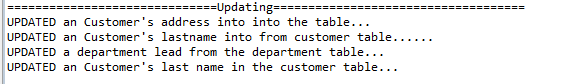 ==============================Updating====================================
UPDATED an Customer's address into into the table...
UPDATED an Customer's lastname into from customer table......
UPDATED a department lead from the department table...
UPDATED an Customer's last name in the customer table...